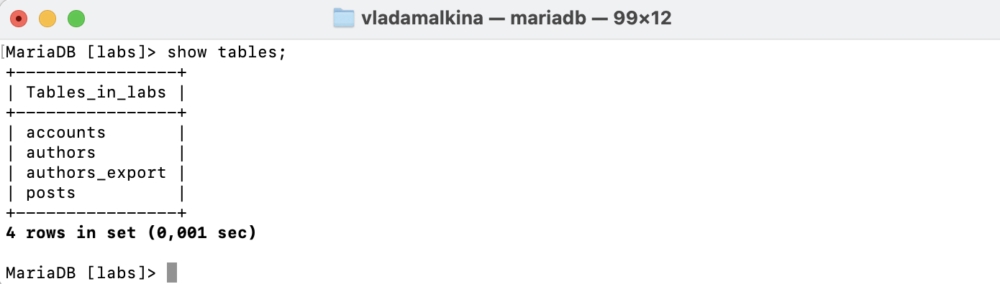 vladamalkina — mariadb — 99×12
[MariaDB [labs]> show tables;
+----------------+
| Tables_in_labs |
+----------------+
| accounts       |
| authors        |
| authors_export |
| posts          |
+----------------+
4 rows in set (0,001 sec)
MariaDB [labs]>